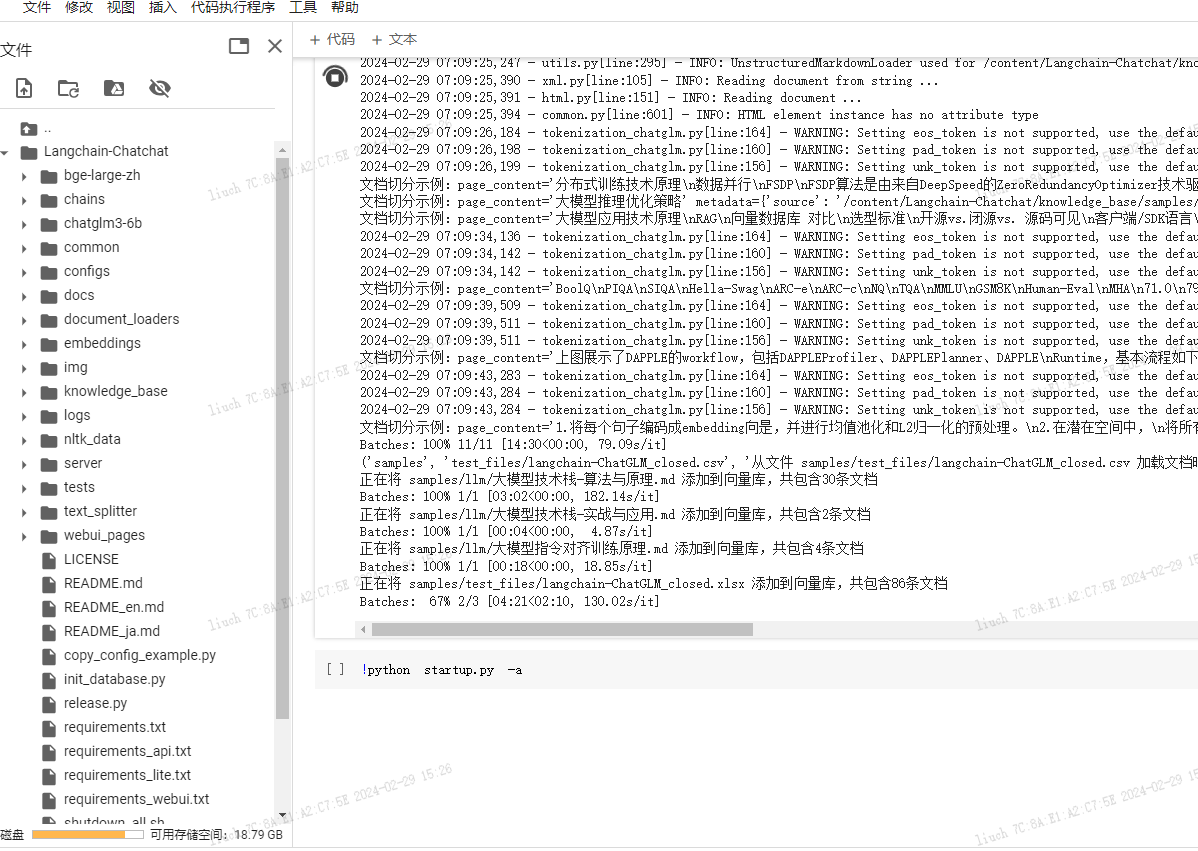 文件 修改 视图 插入 代码执行程序 工具 帮助
文件
+ 代码 + 文本
..
Langchain-Chatchat
bge-large-zh
chains
chatglm3-6b
common
configs
docs
document_loaders
embeddings
img
knowledge_base
logs
nltk_data
server
tests
text_splitter
webui_pages
LICENSE
README.md
README_en.md
README_ja.md
copy_config_example.py
init_database.py
release.py
requirements.txt
requirements_api.txt
requirements_lite.txt
requirements_webui.txt
shutdown_all.sh
磁盘 可用存储空间: 18.79 GB
2024-02-29 07:09:25,247 - utils.py[line:295] - INFO: UnstructuredMarkdownLoader used for /content/Langchain-Chatchat/kno
2024-02-29 07:09:25,390 - xml.py[line:105] - INFO: Reading document from string ...
2024-02-29 07:09:25,391 - html.py[line:151] - INFO: Reading document ...
2024-02-29 07:09:25,394 - common.py[line:601] - INFO: HTML element instance has no attribute type
2024-02-29 07:09:26,184 - tokenization_chatglm.py[line:164] - WARNING: Setting eos_token is not supported, use the defau
2024-02-29 07:09:26,198 - tokenization_chatglm.py[line:160] - WARNING: Setting pad_token is not supported, use the defau
2024-02-29 07:09:26,199 - tokenization_chatglm.py[line:156] - WARNING: Setting unk_token is not supported, use the defau
文档切分示例: page_content='分布式训练技术原理\n数据并行\nFSDP\nFSDP算法是由来自DeepSpeed的ZeroRedundancyOptimizer技术驱
文档切分示例: page_content='大模型推理优化策略' metadata={'source': '/content/Langchain-Chatchat/knowledge_base/samples/
文档切分示例: page_content='大模型应用技术原理\nRAG\n向量数据库 对比\n选型标准\n开源vs.闭源vs. 源码可见\n客户端/SDK语言\
2024-02-29 07:09:34,136 - tokenization_chatglm.py[line:164] - WARNING: Setting eos_token is not supported, use the defau
2024-02-29 07:09:34,142 - tokenization_chatglm.py[line:160] - WARNING: Setting pad_token is not supported, use the defau
2024-02-29 07:09:34,142 - tokenization_chatglm.py[line:156] - WARNING: Setting unk_token is not supported, use the defau
文档切分示例: page_content='BoolQ\nPIQA\nSIQA\nHella-Swag\nARC-e\nARC-c\nNQ\nTQA\nMMLU\nGSM8K\nHuman-Eval\nMHA\n71.0\n79
2024-02-29 07:09:39,509 - tokenization_chatglm.py[line:164] - WARNING: Setting eos_token is not supported, use the defau
2024-02-29 07:09:39,511 - tokenization_chatglm.py[line:160] - WARNING: Setting pad_token is not supported, use the defau
2024-02-29 07:09:39,511 - tokenization_chatglm.py[line:156] - WARNING: Setting unk_token is not supported, use the defau
文档切分示例: page_content='上图展示了DAPPLE的workflow，包括DAPPLEProfiler、DAPPLEPlanner、DAPPLE\nRuntime，基本流程如下
2024-02-29 07:09:43,283 - tokenization_chatglm.py[line:164] - WARNING: Setting eos_token is not supported, use the defau
2024-02-29 07:09:43,284 - tokenization_chatglm.py[line:160] - WARNING: Setting pad_token is not supported, use the defau
2024-02-29 07:09:43,284 - tokenization_chatglm.py[line:156] - WARNING: Setting unk_token is not supported, use the defau
文档切分示例: page_content='1.将每个句子编码成embedding向是，并进行均值池化和L2归一化的预处理。\n2.在潜在空间中，\n将所有
Batches: 100% 11/11 [14:30<00:00, 79.09s/it]
('samples', 'test_files/langchain-ChatGLM_closed.csv', '从文件 samples/test_files/langchain-ChatGLM_closed.csv 加载文档时
正在将 samples/llm/大模型技术栈-算法与原理.md 添加到向量库，共包含30条文档
Batches: 100% 1/1 [03:02<00:00, 182.14s/it]
正在将 samples/llm/大模型技术栈-实战与应用.md 添加到向量库，共包含2条文档
Batches: 100% 1/1 [00:04<00:00, 4.87s/it]
正在将 samples/llm/大模型指令对齐训练原理.md 添加到向量库，共包含4条文档
Batches: 100% 1/1 [00:18<00:00, 18.85s/it]
正在将 samples/test_files/langchain-ChatGLM_closed.xlsx 添加到向量库，共包含86条文档
Batches: 67% 2/3 [04:21<02:10, 130.02s/it]
[ ] !python startup.py -a
liuch 7C:8A:E1:A2:C7:5E 2024-02-29 15:26